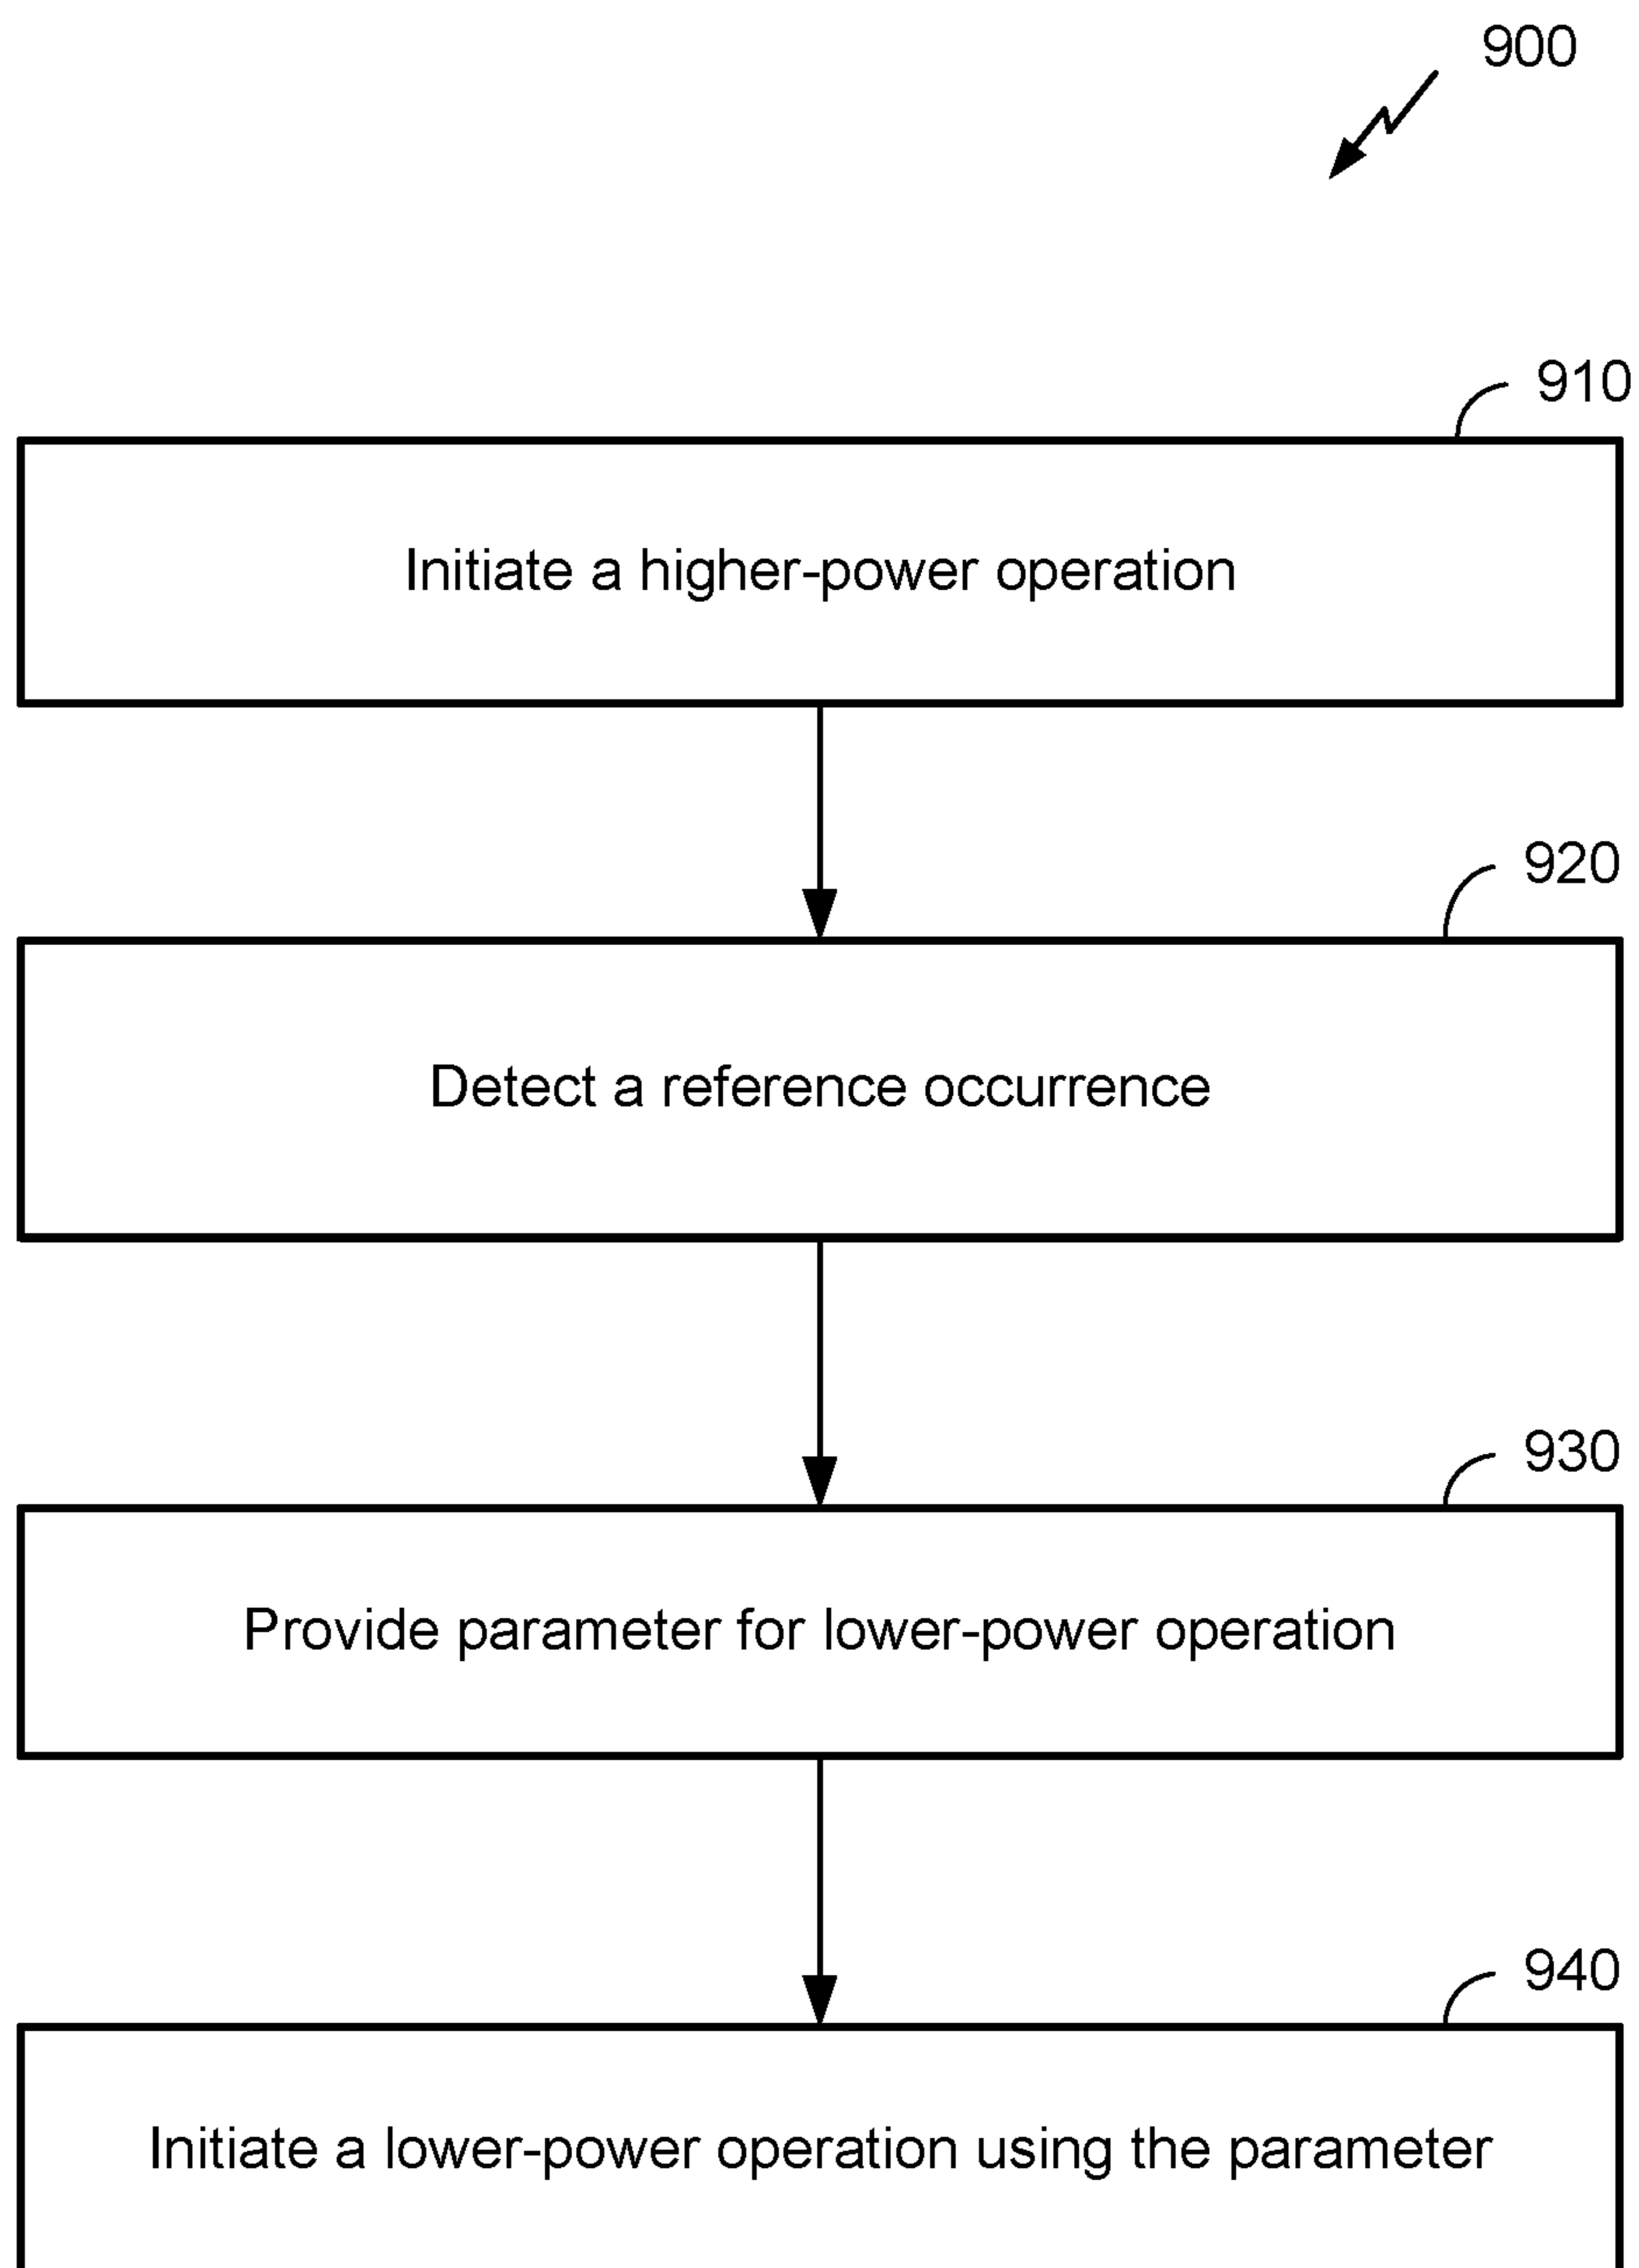 900
910
Initiate a higher-power operation
920
Detect a reference occurrence
930
Provide parameter for lower-power operation
940
Initiate a lower-power operation using the parameter